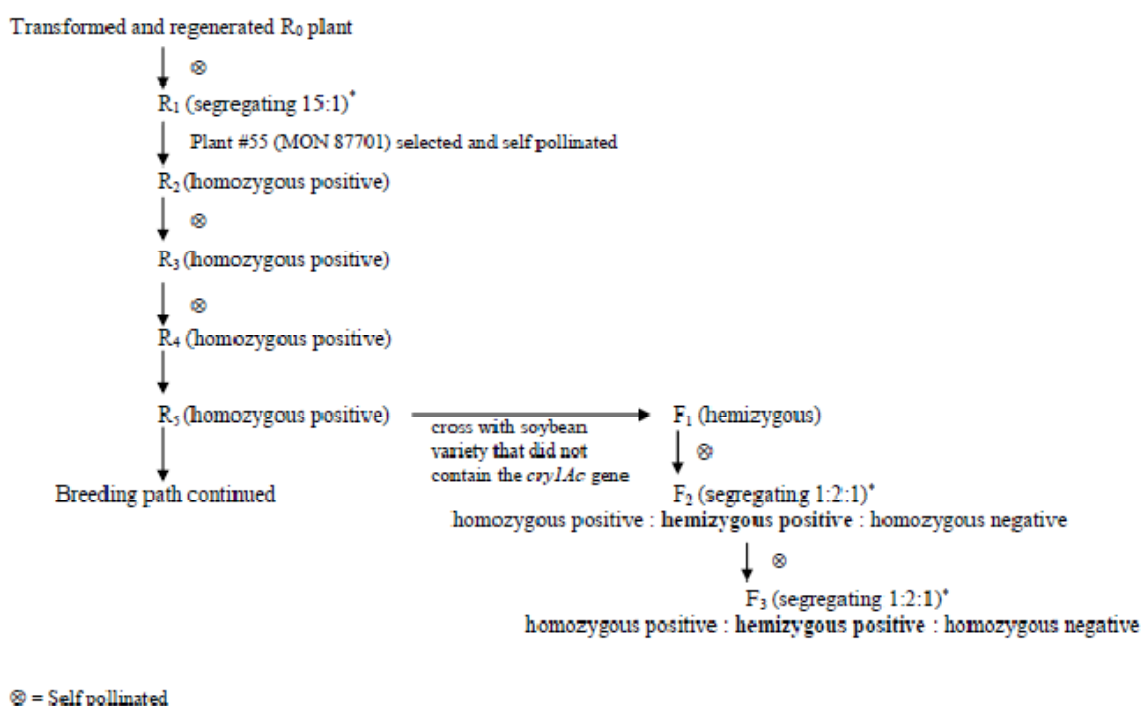 Transformed and regenerated R₀ plant
⊗
R₁ (segregating 15:1)*
Plant #55 (MON 87701) selected and self pollinated
R₂ (homozygous positive)
⊗
R₃ (homozygous positive)
⊗
R₄ (homozygous positive)
R₅ (homozygous positive)
cross with soybean
variety that did not
contain the cry1Ac gene
F₁ (hemizygous)
⊗
Breeding path continued
F₂ (segregating 1:2:1)*
homozygous positive : hemizygous positive : homozygous negative
⊗
F₃ (segregating 1:2:1)*
homozygous positive : hemizygous positive : homozygous negative
⊗ = Self pollinated